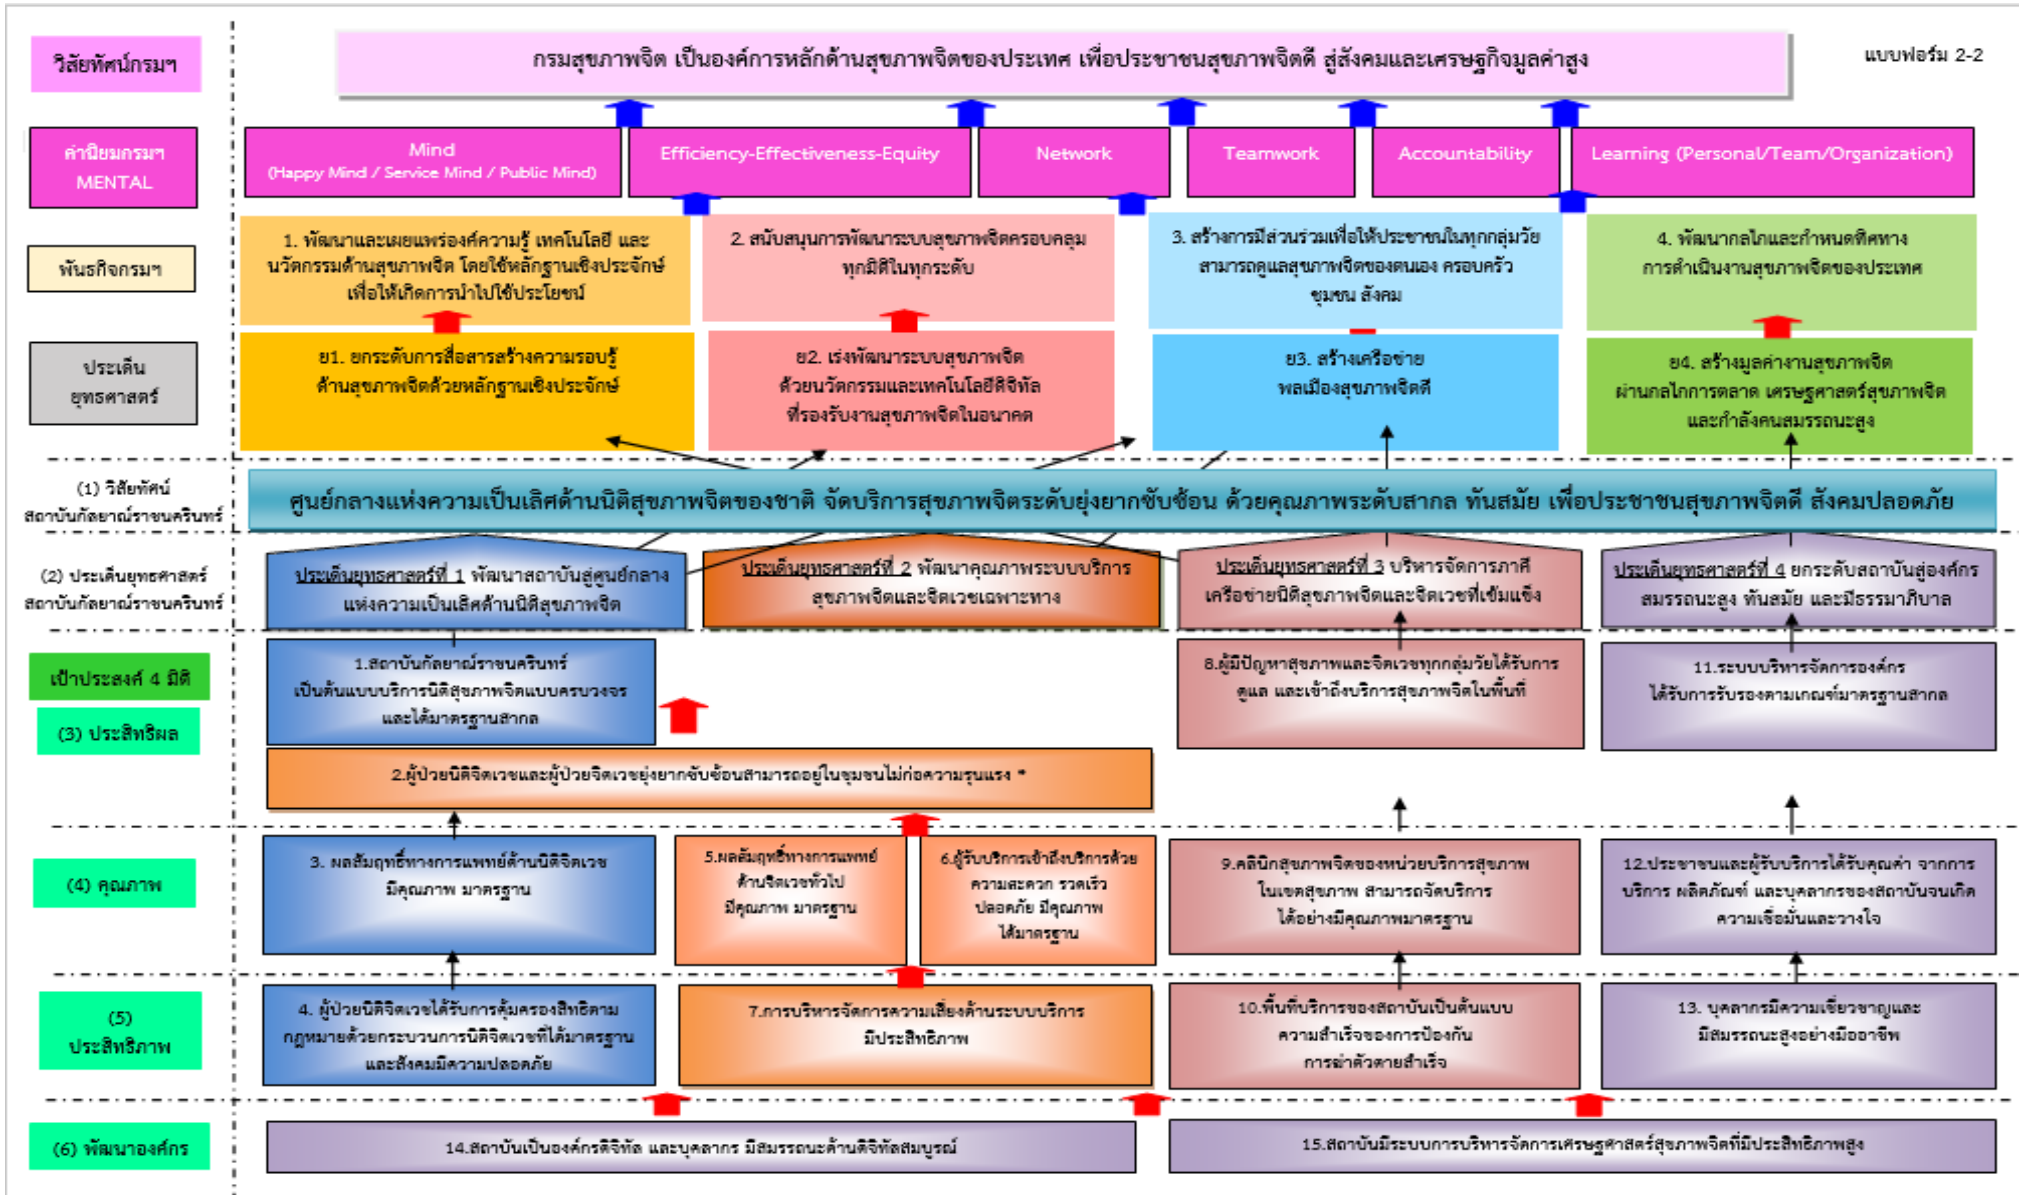 วิสัยทัศน์กรมฯ
กรมสุขภาพจิต เป็นองค์การหลักด้านสุขภาพจิตของประเทศ เพื่อประชาชนสุขภาพจิตดี สู่สังคมและเศรษฐกิจมูลค่าสูง
แบบฟอร์ม 2-2
ค่านิยมกรมฯ
MENTAL
Mind
(Happy Mind / Service Mind / Public Mind)
Efficiency-Effectiveness-Equity
Network
Teamwork
Accountability
Learning (Personal/Team/Organization)
พันธกิจกรมฯ
1. พัฒนาและเผยแพร่องค์ความรู้ เทคโนโลยี และ
นวัตกรรมด้านสุขภาพจิต โดยใช้หลักฐานเชิงประจักษ์
เพื่อให้เกิดการนำไปใช้ประโยชน์
2. สนับสนุนการพัฒนาระบบสุขภาพจิตครอบคลุม
ทุกมิติในทุกระดับ
3. สร้างการมีส่วนร่วมเพื่อให้ประชาชนในทุกกลุ่มวัย
สามารถดูแลสุขภาพจิตของตนเอง ครอบครัว
ชุมชน สังคม
4. พัฒนากลไกและกำหนดทิศทาง
การดำเนินงานสุขภาพจิตของประเทศ
ประเด็น
ยุทธศาสตร์
ย1. ยกระดับการสื่อสารสร้างความรอบรู้
ด้านสุขภาพจิตด้วยหลักฐานเชิงประจักษ์
ย2. เร่งพัฒนาระบบสุขภาพจิต
ด้วยนวัตกรรมและเทคโนโลยีดิจิทัล
ที่รองรับงานสุขภาพจิตในอนาคต
ย3. สร้างเครือข่าย
พลเมืองสุขภาพจิตดี
ย4. สร้างมูลค่างานสุขภาพจิต
ผ่านกลไกการตลาด เศรษฐศาสตร์สุขภาพจิต
และกำลังคนสมรรถนะสูง
(1) วิสัยทัศน์
สถาบันกัลยาณ์ราชนครินทร์
ศูนย์กลางแห่งความเป็นเลิศด้านนิติสุขภาพจิตของชาติ จัดบริการสุขภาพจิตระดับยุ่งยากซับซ้อน ด้วยคุณภาพระดับสากล ทันสมัย เพื่อประชาชนสุขภาพจิตดี สังคมปลอดภัย
(2) ประเด็นยุทธศาสตร์
สถาบันกัลยาณ์ราชนครินทร์
ประเด็นยุทธศาสตร์ที่ 1 พัฒนาสถาบันสู่ศูนย์กลาง
แห่งความเป็นเลิศด้านนิติสุขภาพจิต
ประเด็นยุทธศาสตร์ที่ 2 พัฒนาคุณภาพระบบบริการ
สุขภาพจิตและจิตเวชเฉพาะทาง
ประเด็นยุทธศาสตร์ที่ 3 บริหารจัดการภาคี
เครือข่ายนิติสุขภาพจิตและจิตเวชที่เข้มแข็ง
ประเด็นยุทธศาสตร์ที่ 4 ยกระดับสถาบันสู่องค์กร
สมรรถนะสูง ทันสมัย และมีธรรมาภิบาล
เป้าประสงค์ 4 มิติ
(3) ประสิทธิผล
1.สถาบันกัลยาณ์ราชนครินทร์
เป็นต้นแบบบริการนิติสุขภาพจิตแบบครบวงจร
และได้มาตรฐานสากล
8.ผู้มีปัญหาสุขภาพและจิตเวชทุกกลุ่มวัยได้รับการ
ดูแล และเข้าถึงบริการสุขภาพจิตในพื้นที่
11.ระบบบริหารจัดการองค์กร
ได้รับการรับรองตามเกณฑ์มาตรฐานสากล
2.ผู้ป่วยนิติจิตเวชและผู้ป่วยจิตเวชยุ่งยากซับซ้อนสามารถอยู่ในชุมชนไม่ก่อความรุนแรง *
(4) คุณภาพ
3. ผลสัมฤทธิ์ทางการแพทย์ด้านนิติจิตเวช
มีคุณภาพ มาตรฐาน
5.ผลสัมฤทธิ์ทางการแพทย์
ด้านจิตเวชทั่วไป
มีคุณภาพ มาตรฐาน
6.ผู้รับบริการเข้าถึงบริการด้วย
ความสะดวก รวดเร็ว
ปลอดภัย มีคุณภาพ
ได้มาตรฐาน
9.คลินิกสุขภาพจิตของหน่วยบริการสุขภาพ
ในเขตสุขภาพ สามารถจัดบริการ
ได้อย่างมีคุณภาพมาตรฐาน
12.ประชาชนและผู้รับบริการได้รับคุณค่า จากการ
บริการ ผลิตภัณฑ์ และบุคลากรของสถาบันจนเกิด
ความเชื่อมั่นและวางใจ
(5)
ประสิทธิภาพ
4. ผู้ป่วยนิติจิตเวชได้รับการคุ้มครองสิทธิตาม
กฎหมายด้วยกระบวนการนิติจิตเวชที่ได้มาตรฐาน
และสังคมมีความปลอดภัย
7.การบริหารจัดการความเสี่ยงด้านระบบบริการ
มีประสิทธิภาพ
10.พื้นที่บริการของสถาบันเป็นต้นแบบ
ความสำเร็จของการป้องกัน
การฆ่าตัวตายสำเร็จ
13. บุคลากรมีความเชี่ยวชาญและ
มีสมรรถนะสูงอย่างมืออาชีพ
(6) พัฒนาองค์กร
14.สถาบันเป็นองค์กรดิจิทัล และบุคลากร มีสมรรถนะด้านดิจิทัลสมบูรณ์
15.สถาบันมีระบบการบริหารจัดการเศรษฐศาสตร์สุขภาพจิตที่มีประสิทธิภาพสูง